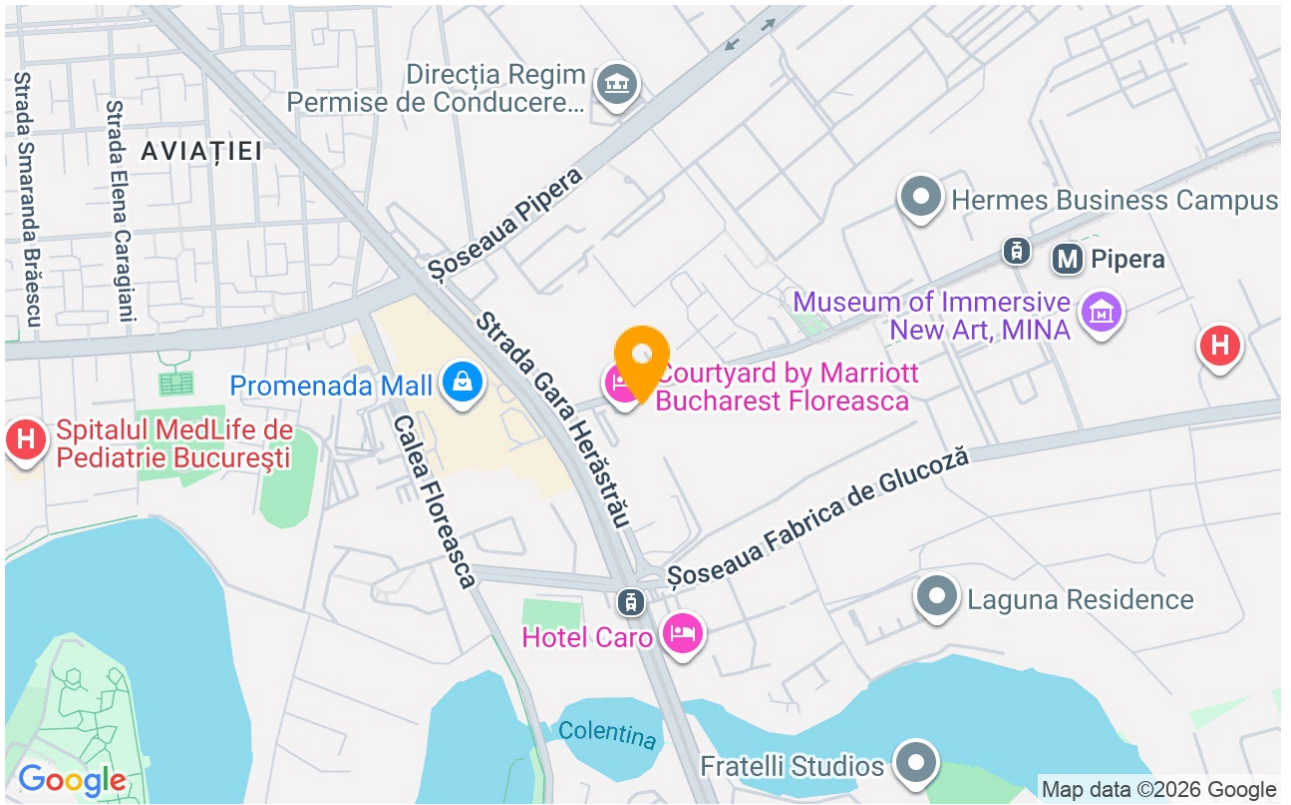 Direcția Regim
Permise de Conducere...
Strada Smaranda Brăescu
Strada Elena Caragiani
AVIAȚIEI
Șoseaua Pipera
Hermes Business Campus
M Pipera
Museum of Immersive
New Art, MINA
H
Strada Gara Herăstrău
Promenada Mall
Courtyard by Marriott
Bucharest Floreasca
H
Spitalul MedLife de
Pediatrie Bucureşti
Calea Floreasca
Șoseaua Fabrica de Glucoză
Laguna Residence
Hotel Caro
Colentina
Fratelli Studios
Google
Map data ©2026 Google